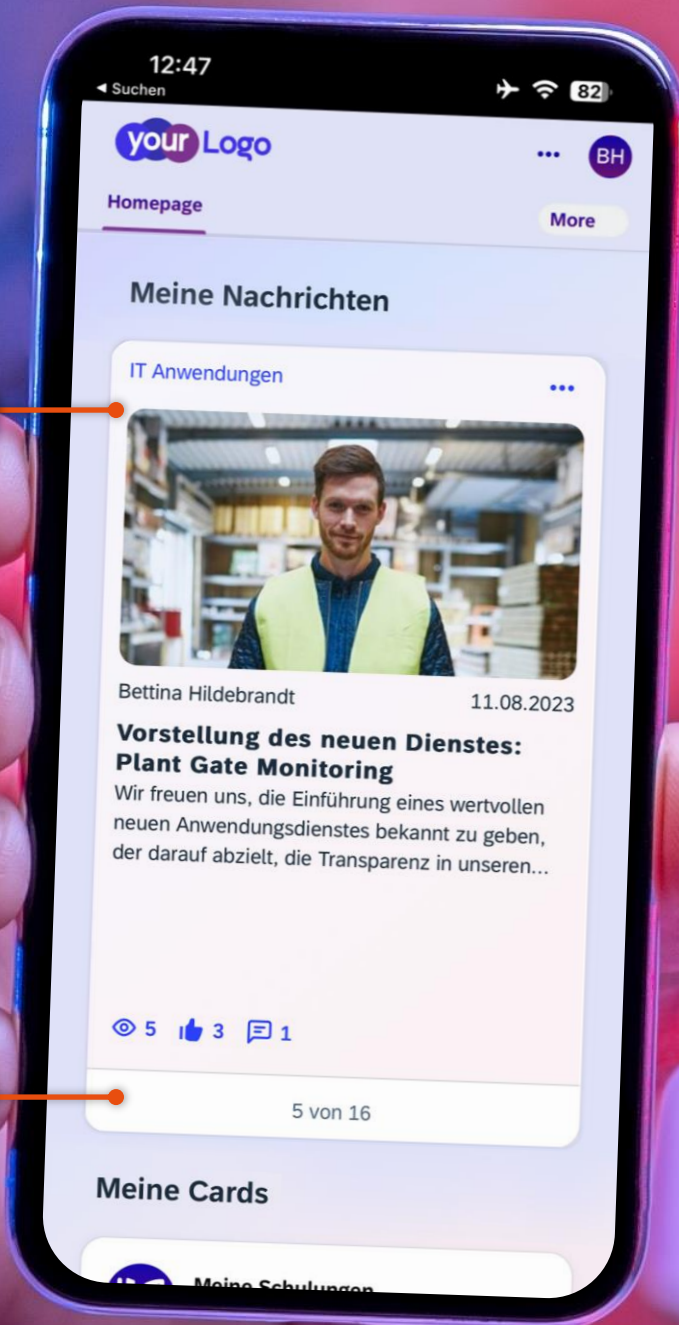 12:47
◄ Suchen
82
your Logo
BH
Homepage
More
Meine Nachrichten
IT Anwendungen
Bettina Hildebrandt
11.08.2023
Vorstellung des neuen Dienstes:
Plant Gate Monitoring
Wir freuen uns, die Einführung eines wertvollen
neuen Anwendungsdienstes bekannt zu geben,
der darauf abzielt, die Transparenz in unseren...
5 3 1
5 von 16
Meine Cards
Meine Schulungen